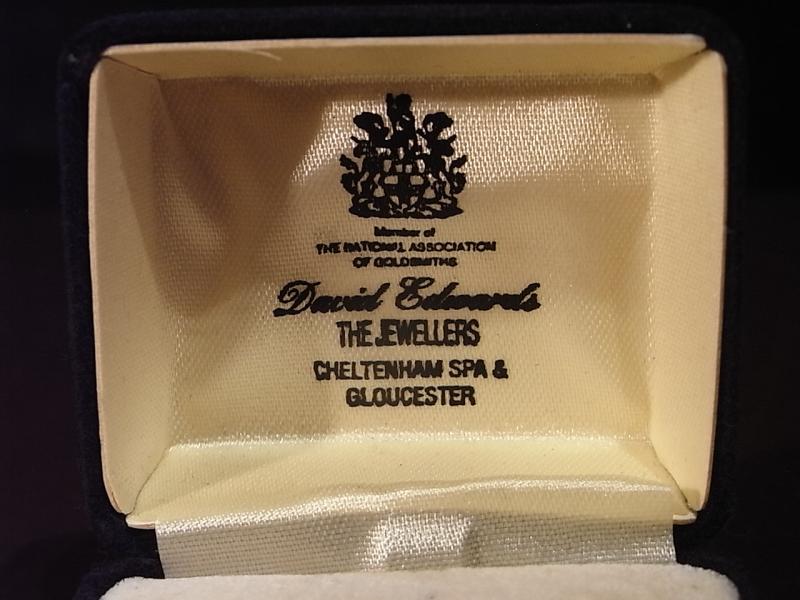 Member of
THE NATIONAL ASSOCIATION
OF GOLDSMITHS
David Edwards
THE JEWELLERS
CHELTENHAM SPA &
GLOUCESTER